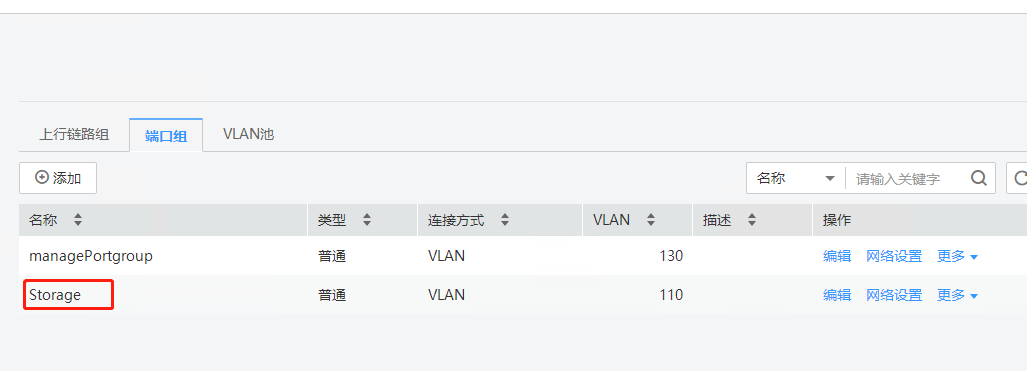 上行链路组 端口组 VLAN池
添加 名称 请输入关键字
名称 类型 连接方式 VLAN 描述 操作
managePortgroup 普通 VLAN 130 编辑 网络设置 更多
Storage 普通 VLAN 110 编辑 网络设置 更多